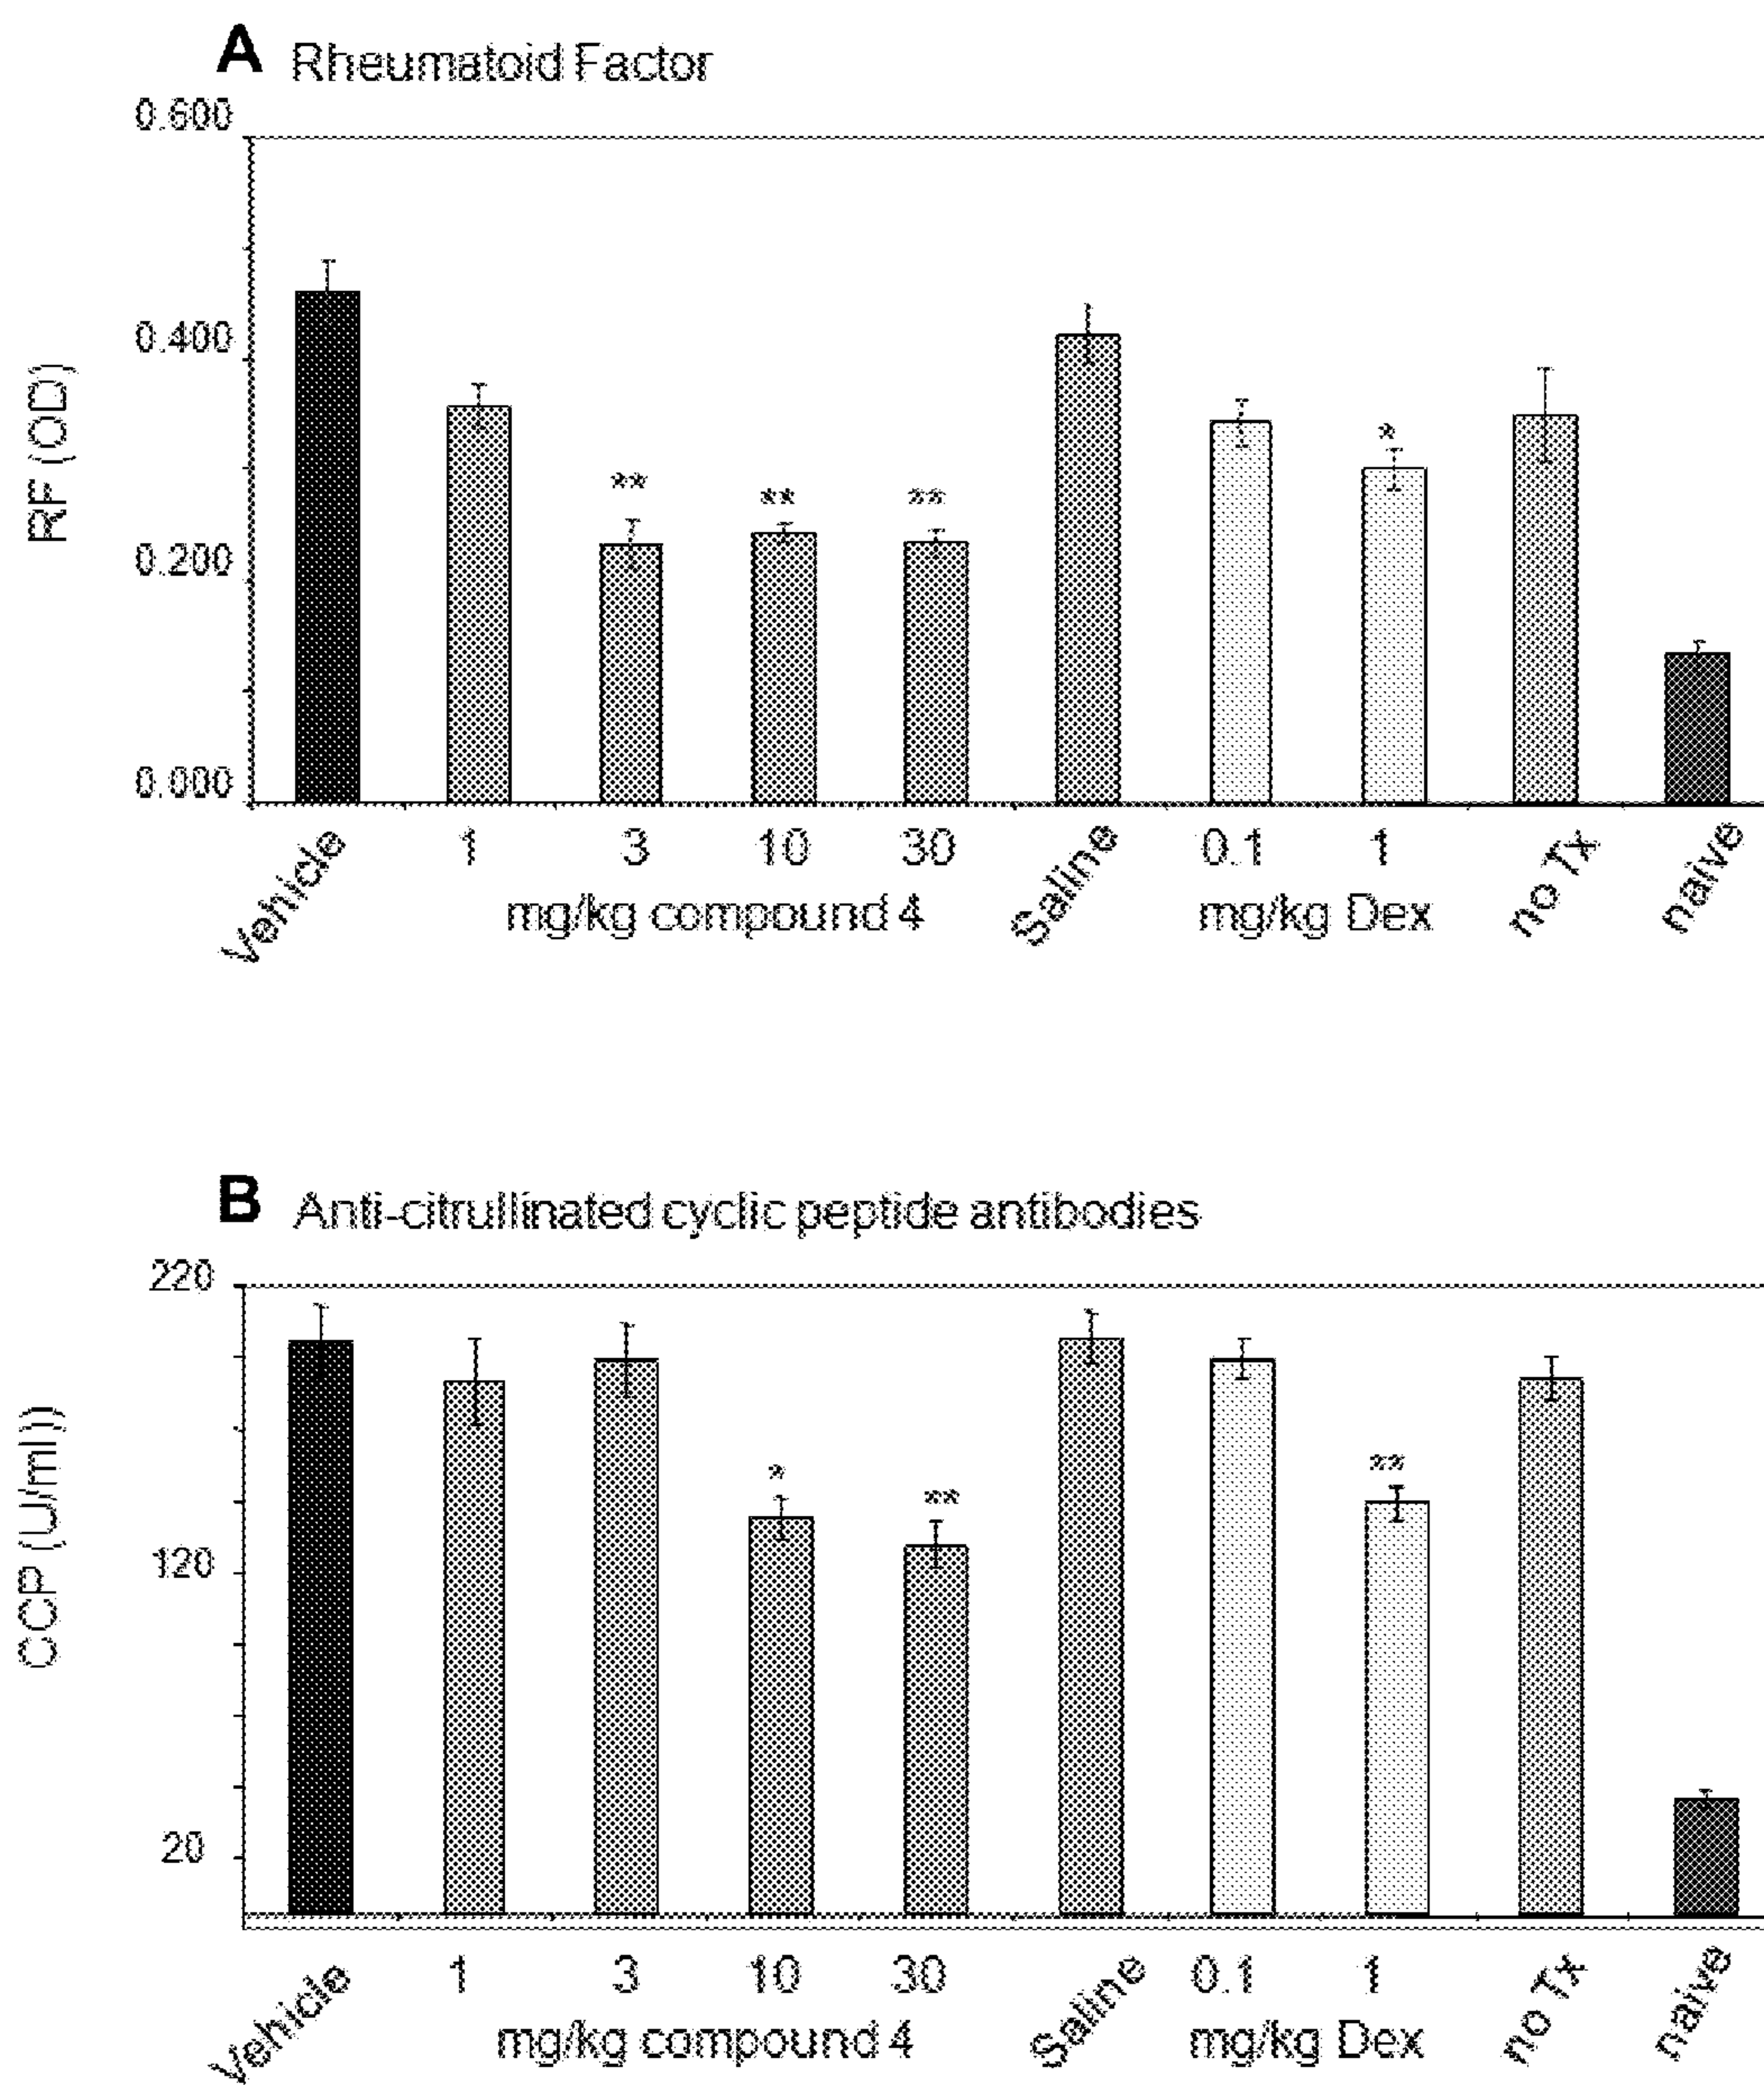 A Rheumatoid Factor
0.600
0.400
0.200
0.000
RF (OD)
**
**
**
*
Vehicle 1 3 10 30 Saline 0.1 1 no Tx naive
mg/kg compound 4 mg/kg Dex
B Anti-citrullinated cyclic peptide antibodies
220
120
20
CCP (U/ml))
*
**
**
Vehicle 1 3 10 30 Saline 0.1 1 no Tx naive
mg/kg compound 4 mg/kg Dex